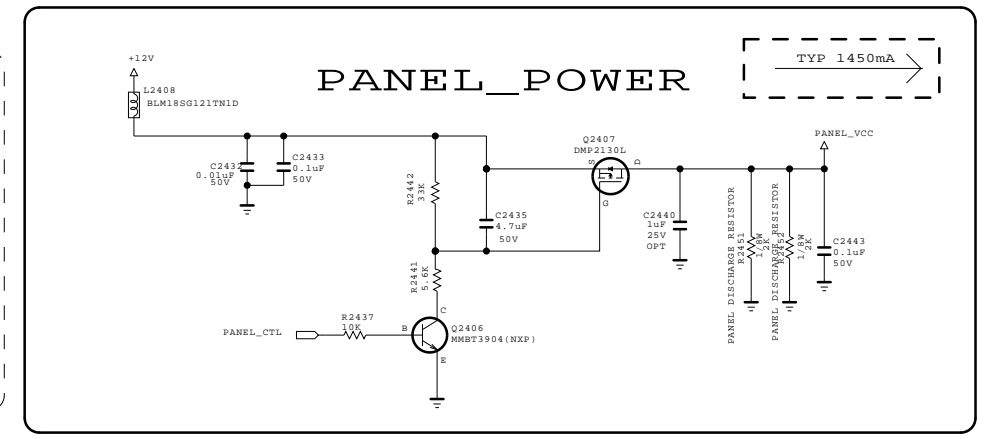 PANEL_POWER
TYP 1450mA
+12V
L2408
BLM18SG121TN1D
C2432
0.01uF
50V
C2433
0.1uF
50V
R2442
33K
C2435
4.7uF
50V
Q2407
DMP2130L
S
D
G
PANEL_VCC
C2440
1uF
25V
OPT
PANEL DISCHARGE RESISTOR
R2451
1/8W
2K
PANEL DISCHARGE RESISTOR
R2452
1/8W
2K
C2443
0.1uF
50V
R2441
5.6K
PANEL_CTL
R2437
10K
B
C
Q2406
MMBT3904(NXP)
E